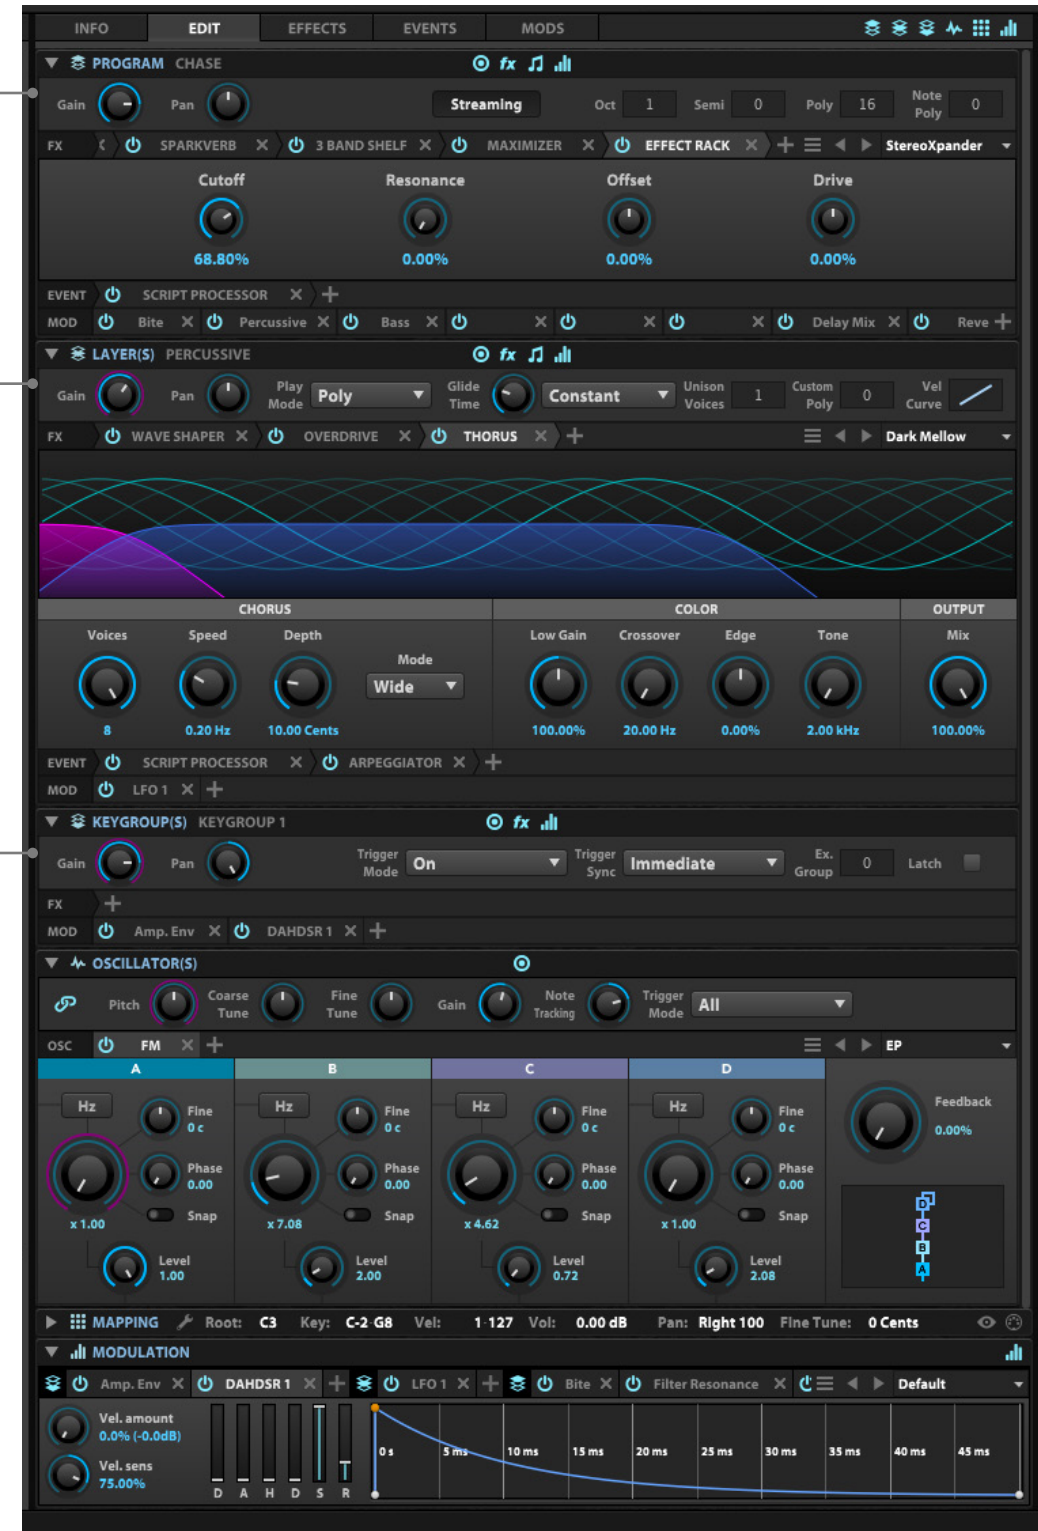 INFO EDIT EFFECTS EVENTS MODS
PROGRAM CHASE fx
Gain Pan Streaming Oct 1 Semi 0 Poly 16 Note Poly 0
FX SPARKVERB 3 BAND SHELF MAXIMIZER EFFECT RACK StereoXpander
Cutoff Resonance Offset Drive
68.80% 0.00% 0.00% 0.00%
EVENT SCRIPT PROCESSOR
MOD Bite Percussive Bass Delay Mix Reve
LAYER(S) PERCUSSIVE fx
Gain Pan Play Mode Poly Glide Time Constant Unison Voices 1 Custom Poly 0 Vel Curve
FX WAVE SHAPER OVERDRIVE THORUS Dark Mellow
CHORUS COLOR OUTPUT
Voices Speed Depth Mode Low Gain Crossover Edge Tone Mix
Wide
8 0.20 Hz 10.00 Cents 100.00% 20.00 Hz 0.00% 2.00 kHz 100.00%
EVENT SCRIPT PROCESSOR ARPEGGIATOR
MOD LFO 1
KEYGROUP(S) KEYGROUP 1 fx
Gain Pan Trigger Mode On Trigger Sync Immediate Ex. Group 0 Latch
FX
MOD Amp. Env DAHDSR 1
OSCILLATOR(S)
Pitch Coarse Tune Fine Tune Gain Note Tracking Trigger Mode All
OSC FM EP
A B C D
Hz Fine 0 c Hz Fine 0 c Hz Fine 0 c Hz Fine 0 c Feedback 0.00%
Phase 0.00 Phase 0.00 Phase 0.00 Phase 0.00
x 1.00 Snap x 7.08 Snap x 4.62 Snap x 1.00 Snap
D
C
B
A
Level 1.00 Level 2.00 Level 0.72 Level 2.08
MAPPING Root: C3 Key: C-2-G8 Vel: 1-127 Vol: 0.00 dB Pan: Right 100 Fine Tune: 0 Cents
MODULATION
Amp. Env DAHDSR 1 LFO 1 Bite Filter Resonance Default
Vel. amount
0.0% (-0.0dB)
0 s 5 ms 10 ms 15 ms 20 ms 25 ms 30 ms 35 ms 40 ms 45 ms
Vel. sens
75.00%
D A H D S R